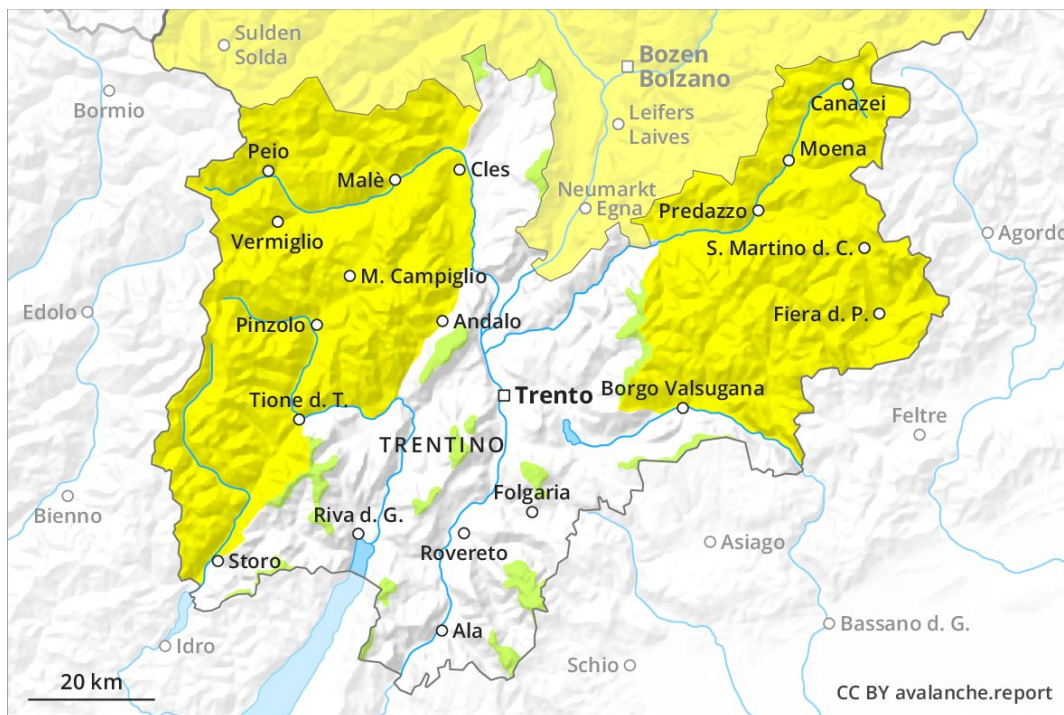 Sulden
Solda
Bozen
Bolzano
Bormio
Canazei
Leifers
Laives
Peio
Moena
Malè
Cles
Neumarkt
Egna
Predazzo
Vermiglio
S. Martino d. C.
Agordo
M. Campiglio
Edolo
Pinzolo
Andalo
Fiera d. P.
Trento
Borgo Valsugana
Tione d. T.
Feltre
TRENTINO
Bienno
Folgaria
Riva d. G.
Rovereto
Asiago
Storo
Ala
Bassano d. G.
Idro
Schio
20 km
CC BY avalanche.report